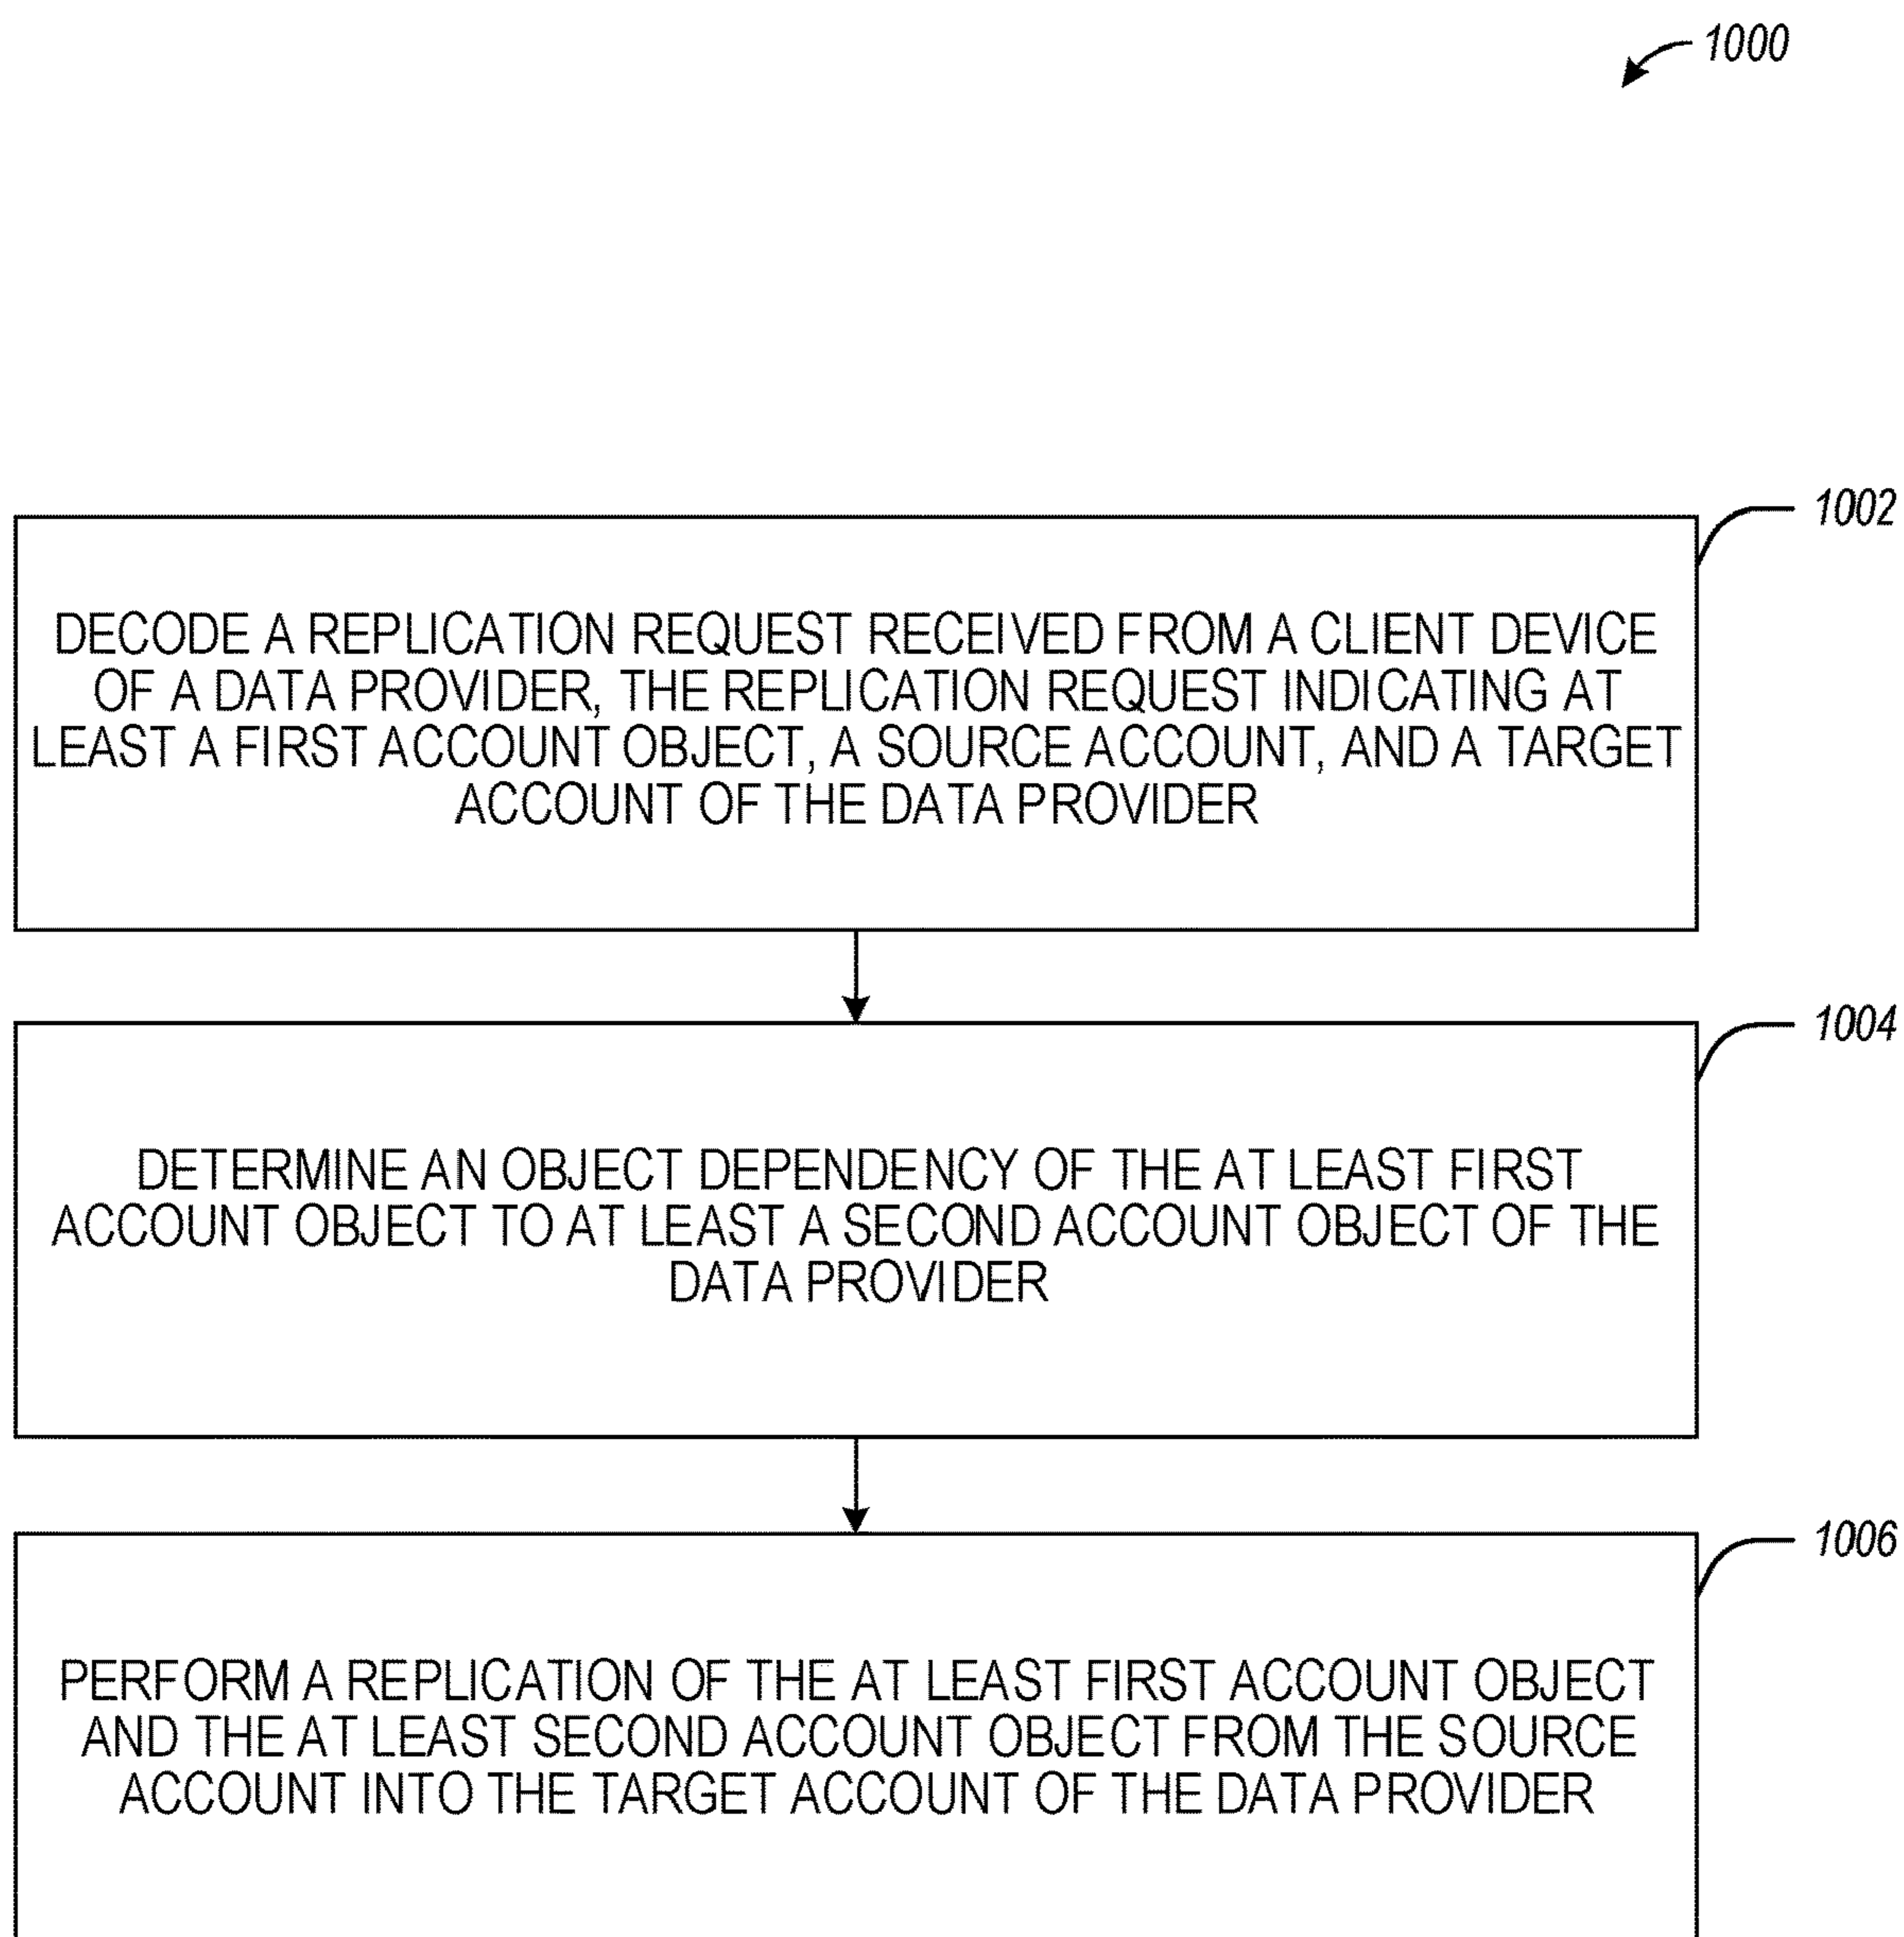 1000
1002
DECODE A REPLICATION REQUEST RECEIVED FROM A CLIENT DEVICE
OF A DATA PROVIDER, THE REPLICATION REQUEST INDICATING AT
LEAST A FIRST ACCOUNT OBJECT, A SOURCE ACCOUNT, AND A TARGET
ACCOUNT OF THE DATA PROVIDER
1004
DETERMINE AN OBJECT DEPENDENCY OF THE AT LEAST FIRST
ACCOUNT OBJECT TO AT LEAST A SECOND ACCOUNT OBJECT OF THE
DATA PROVIDER
1006
PERFORM A REPLICATION OF THE AT LEAST FIRST ACCOUNT OBJECT
AND THE AT LEAST SECOND ACCOUNT OBJECT FROM THE SOURCE
ACCOUNT INTO THE TARGET ACCOUNT OF THE DATA PROVIDER